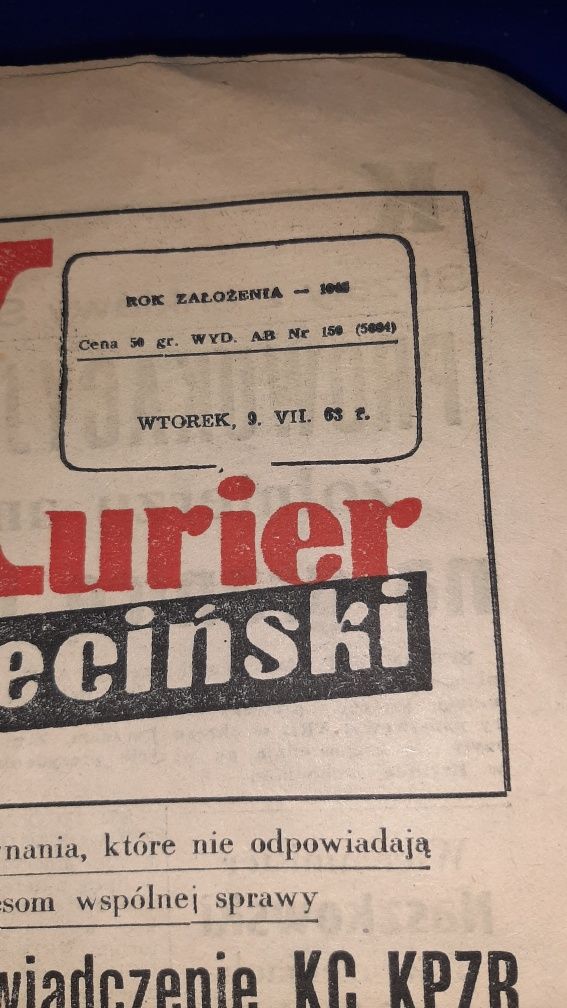 ROK ZAŁOŻENIA — 1945
Cena 50 gr. WYD. AB Nr 159 (5694)
WTOREK, 9. VII. 63 r.
Kurier
eciński
nania, które nie odpowiadają
esom wspólnej sprawy
wiadczenie KC KPZR